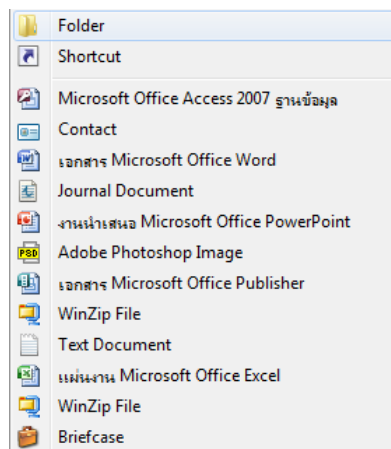 Folder
Shortcut
Microsoft Office Access 2007 ฐานข้อมูล
Contact
เอกสาร Microsoft Office Word
Journal Document
งานนำเสนอ Microsoft Office PowerPoint
PSD Adobe Photoshop Image
เอกสาร Microsoft Office Publisher
WinZip File
Text Document
แผ่นงาน Microsoft Office Excel
WinZip File
Briefcase